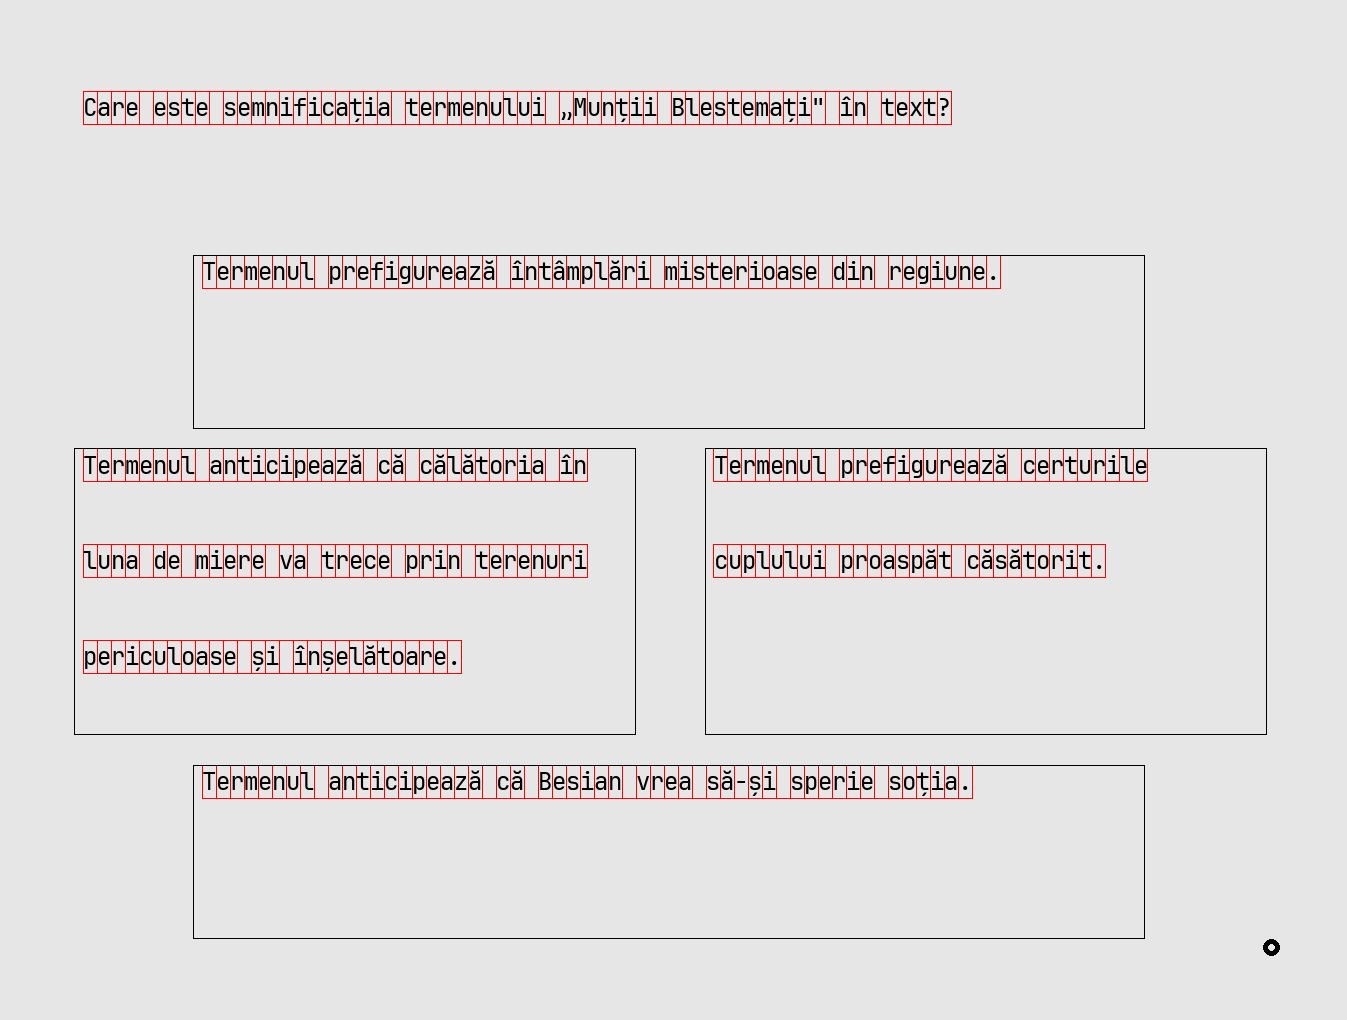 Care este semnificația termenului „Munții Blestemați" în text?
Termenul prefigurează întâmplări misterioase din regiune.
Termenul anticipează că călătoria în
luna de miere va trece prin terenuri
periculoase și înșelătoare.
Termenul prefigurează certurile
cuplului proaspăt căsătorit.
Termenul anticipează că Besian vrea să-și sperie soția.